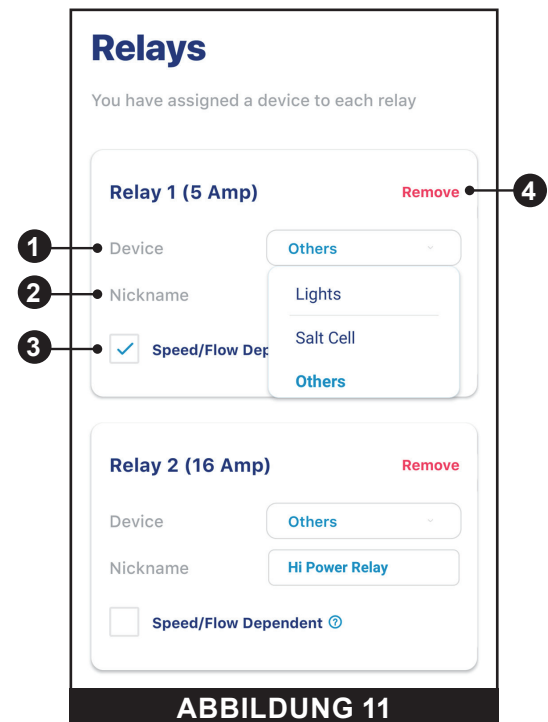 Relays
You have assigned a device to each relay
Relay 1 (5 Amp)
Remove
4
1
Device
Others
2
Nickname
Lights
Salt Cell
3
Speed/Flow Dep
Others
Relay 2 (16 Amp)
Remove
Device
Others
Nickname
Hi Power Relay
Speed/Flow Dependent ?
ABBILDUNG 11